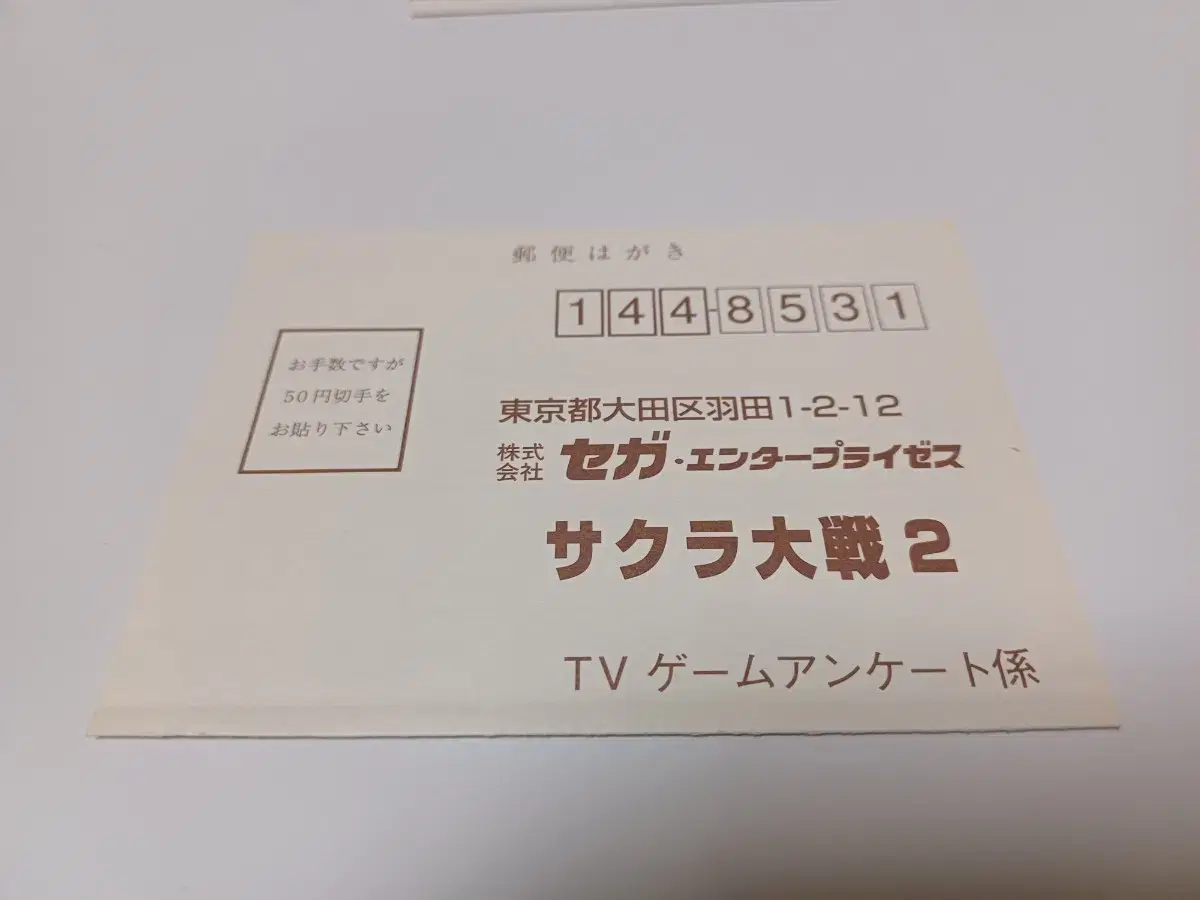 郵便はがき
144-8531
お手数ですが
50円切手を
お貼り下さい
東京都大田区羽田1-2-12
株式会社 セガ・エンタープライゼス
サクラ大戦2
TVゲームアンケート係